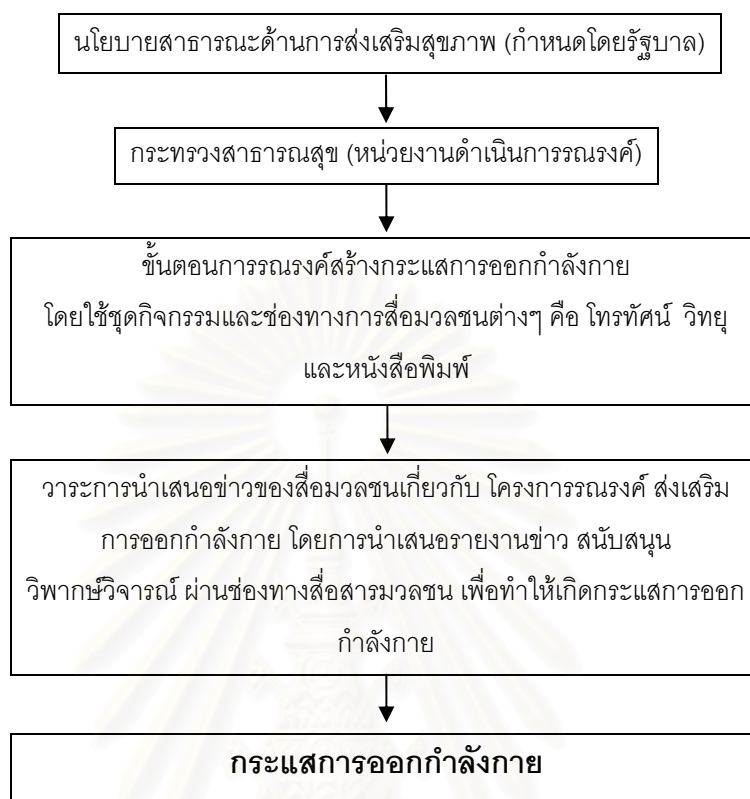 นโยบายสาธารณะด้านการส่งเสริมสุขภาพ (กำหนดโดยรัฐบาล)
กระทรวงสาธารณสุข (หน่วยงานดำเนินการรณรงค์)
ขั้นตอนการรณรงค์สร้างกระแสการออกกำลังกาย
โดยใช้ชุดกิจกรรมและช่องทางการสื่อมวลชนต่างๆ คือ โทรทัศน์ วิทยุ
และหนังสือพิมพ์
วาระการนำเสนอข่าวของสื่อมวลชนเกี่ยวกับ โครงการรณรงค์ ส่งเสริม
การออกกำลังกาย โดยการนำเสนอรายงานข่าว สนับสนุน
วิพากษ์วิจารณ์ ผ่านช่องทางสื่อสารมวลชน เพื่อทำให้เกิดกระแสการออก
กำลังกาย
กระแสการออกกำลังกาย